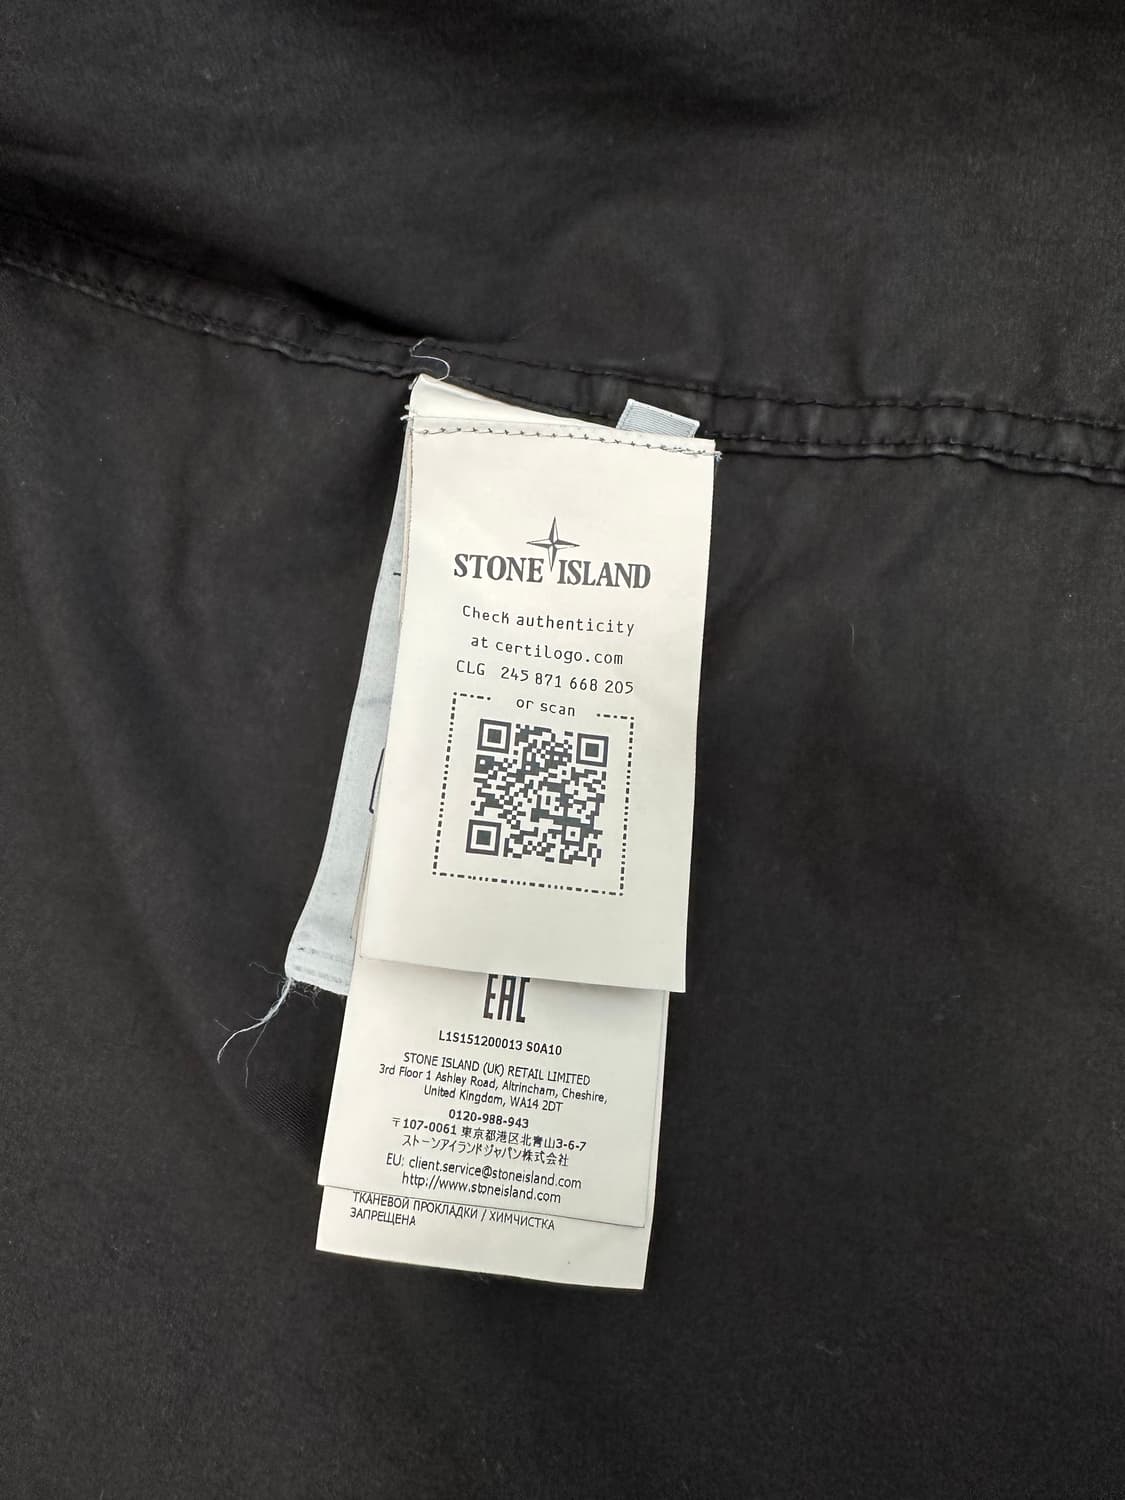 STONE ISLAND
Check authenticity
at certilogo.com
CLG 245 871 668 205
or scan
EAC
L1S151200013 S0A10
STONE ISLAND (UK) RETAIL LIMITED
3rd Floor 1 Ashley Road, Altrincham, Cheshire,
United Kingdom, WA14 2DT
0120-988-943
〒107-0061 東京都港区北青山3-6-7
ストーンアイランドジャパン株式会社
EU: client.service@stoneisland.com
http://www.stoneisland.com
ТКАНЕВОЙ ПРОКЛАДКИ / ХИМЧИСТКА
ЗАПРЕЩЕНА